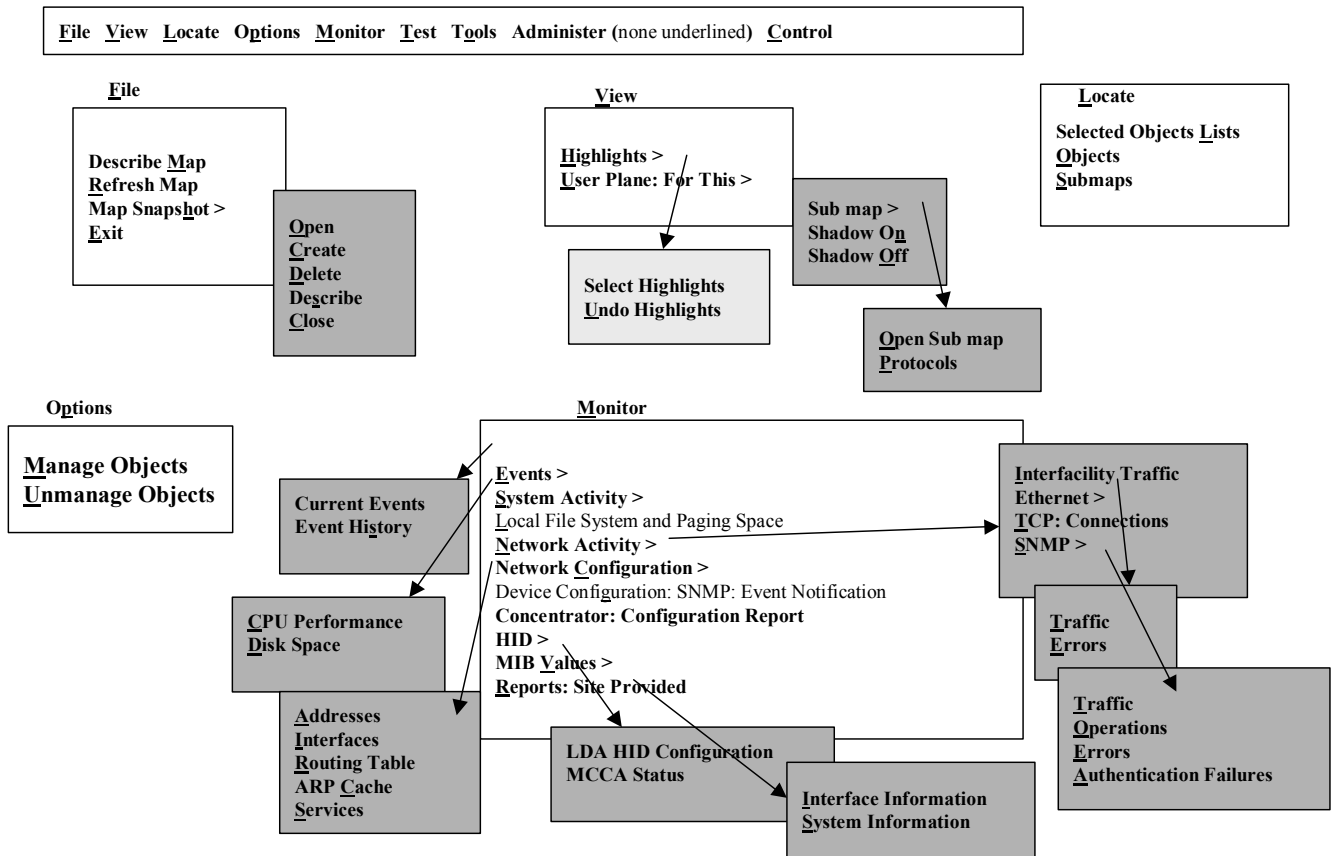 File View Locate Options Monitor Test Tools Administer (none underlined) Control
File
Describe Map
Refresh Map
Map Snapshot >
Exit
Open
Create
Delete
Describe
Close
View
Highlights >
User Plane: For This >
Sub map >
Shadow On
Shadow Off
Select Highlights
Undo Highlights
Open Sub map
Protocols
Locate
Selected Objects Lists
Objects
Submaps
Options
Manage Objects
Unmanage Objects
Monitor
Events >
System Activity >
Local File System and Paging Space
Network Activity >
Network Configuration >
Device Configuration: SNMP: Event Notification
Concentrator: Configuration Report
HID >
MIB Values >
Reports: Site Provided
Current Events
Event History
CPU Performance
Disk Space
Addresses
Interfaces
Routing Table
ARP Cache
Services
LDA HID Configuration
MCCA Status
Interface Information
System Information
Interfacility Traffic
Ethernet >
TCP: Connections
SNMP >
Traffic
Errors
Traffic
Operations
Errors
Authentication Failures